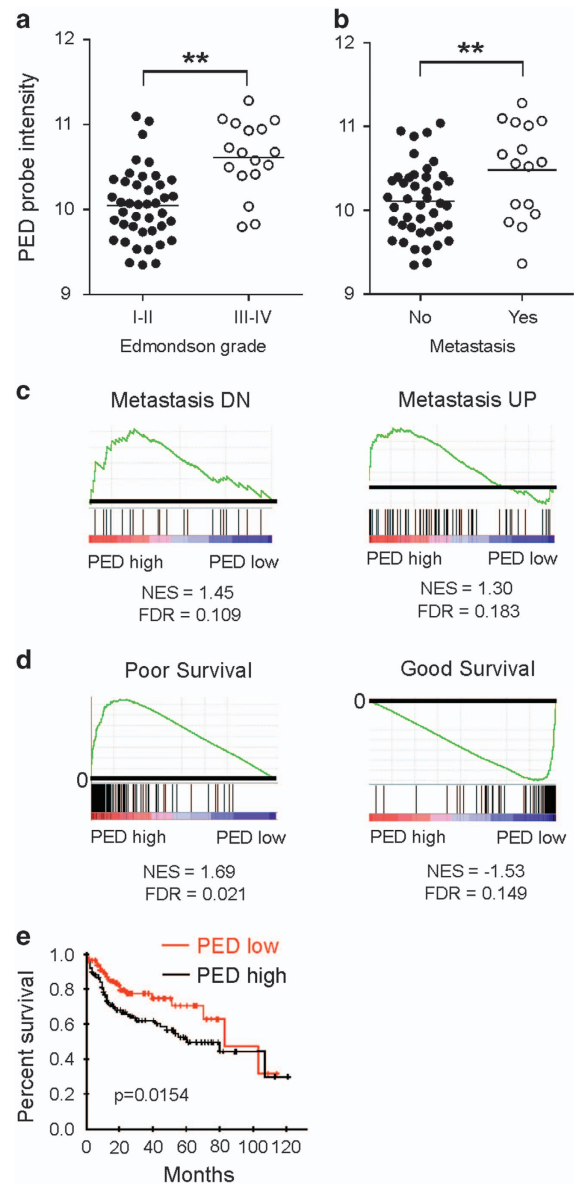 a
b
PED probe intensity
12
11
10
9
**
I-II
III-IV
Edmondson grade
12
11
10
9
**
No
Yes
Metastasis
c
Metastasis DN
PED high
PED low
NES = 1.45
FDR = 0.109
Metastasis UP
PED high
PED low
NES = 1.30
FDR = 0.183
d
Poor Survival
0
PED high
PED low
NES = 1.69
FDR = 0.021
Good Survival
0
PED high
PED low
NES = -1.53
FDR = 0.149
e
Percent survival
1.0
0.8
0.6
0.4
0.2
0.0
PED low
PED high
p=0.0154
0 20 40 60 80 100 120
Months